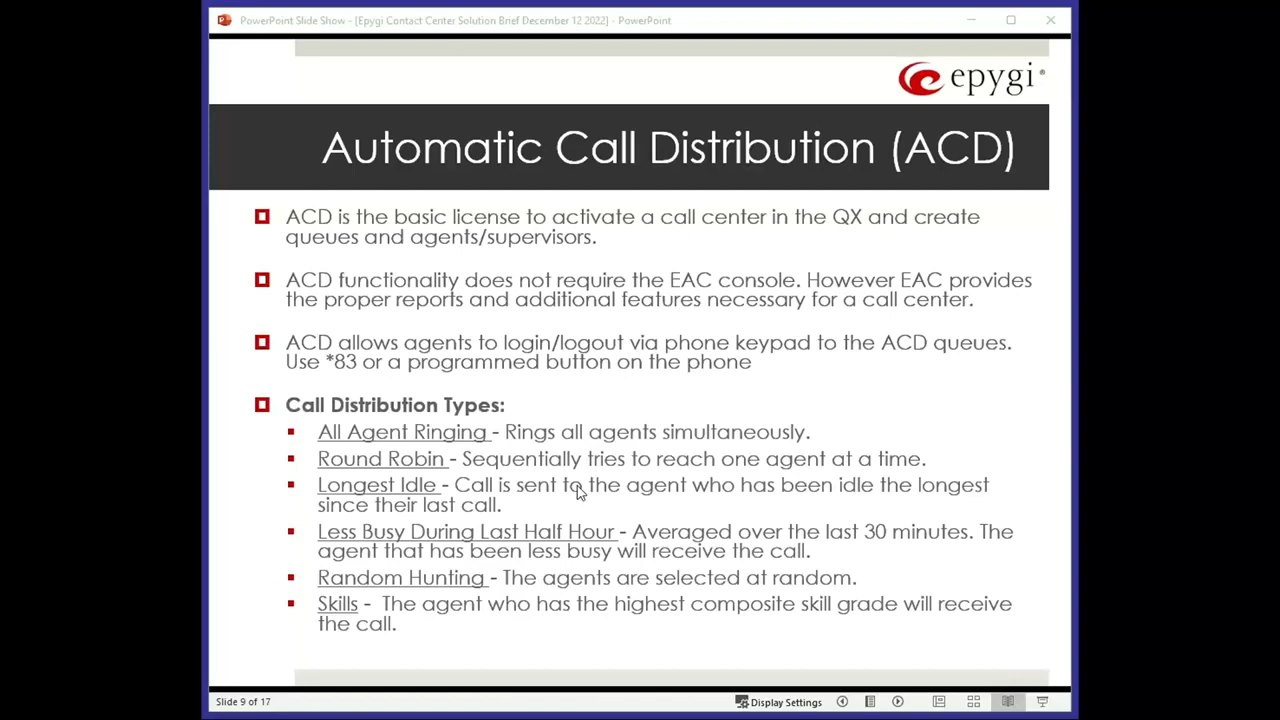 PowerPoint Slide Show - [Epygi Contact Center Solution Brief December 12 2022] - PowerPoint
epygi®
Automatic Call Distribution (ACD)
ACD is the basic license to activate a call center in the QX and create
queues and agents/supervisors.
ACD functionality does not require the EAC console. However EAC provides
the proper reports and additional features necessary for a call center.
ACD allows agents to login/logout via phone keypad to the ACD queues.
Use *83 or a programmed button on the phone
Call Distribution Types:
All Agent Ringing - Rings all agents simultaneously.
Round Robin - Sequentially tries to reach one agent at a time.
Longest Idle - Call is sent to the agent who has been idle the longest
since their last call.
Less Busy During Last Half Hour - Averaged over the last 30 minutes. The
agent that has been less busy will receive the call.
Random Hunting - The agents are selected at random.
Skills - The agent who has the highest composite skill grade will receive
the call.
Slide 9 of 17
Display Settings